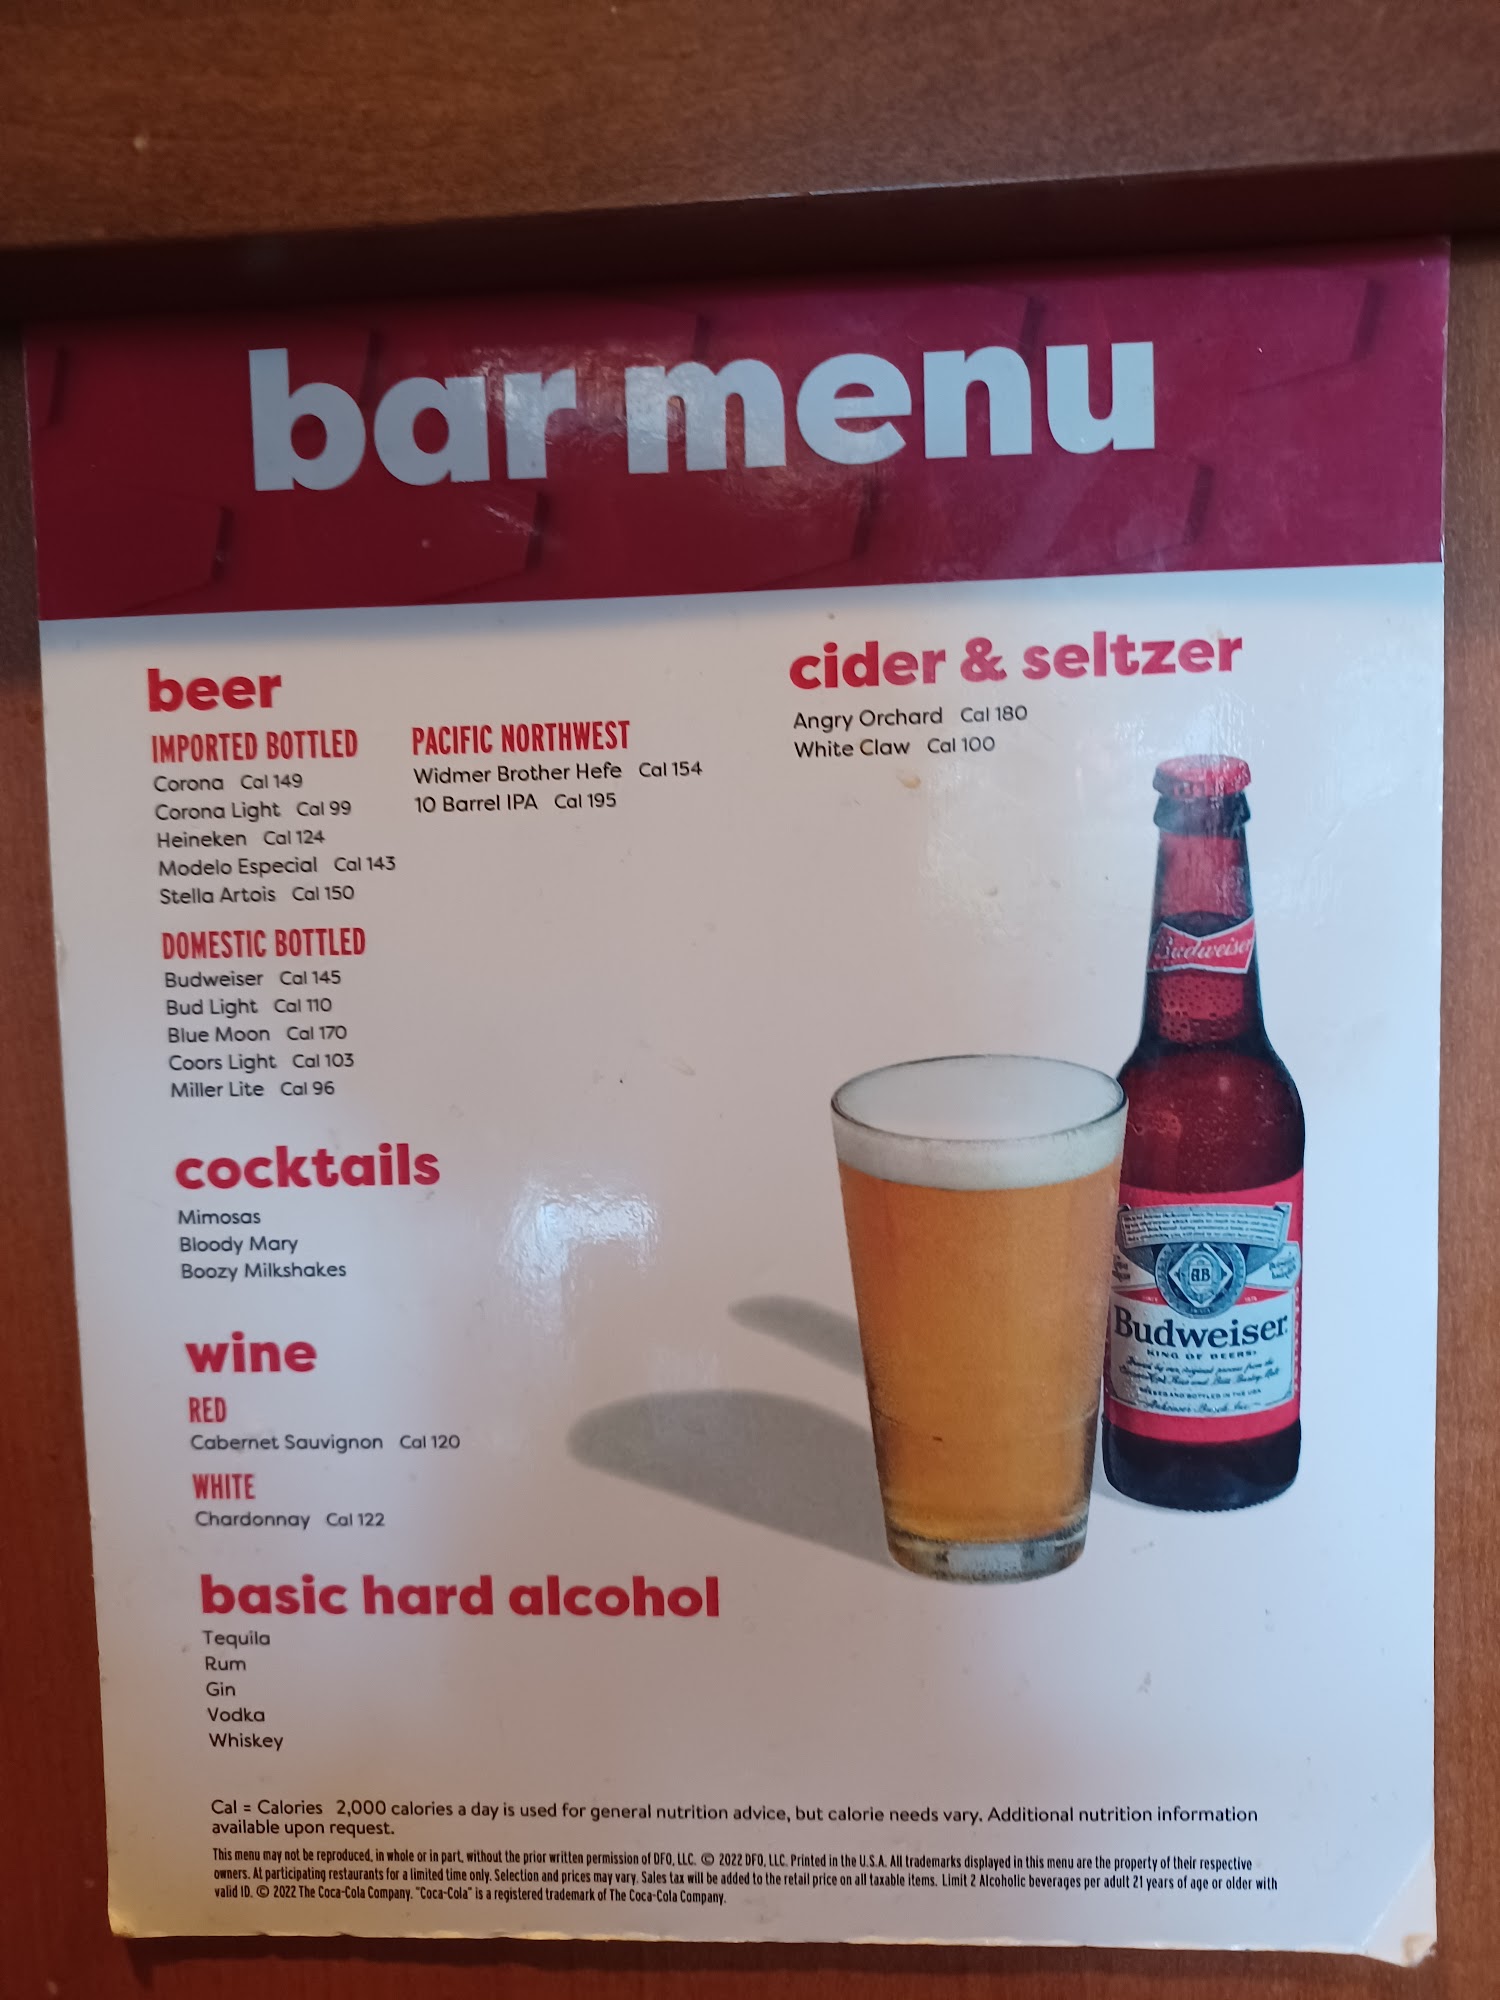 bar menu
beer
IMPORTED BOTTLED
Corona Cal 149
Corona Light Cal 99
Heineken Cal 124
Modelo Especial Cal 143
Stella Artois Cal 150
PACIFIC NORTHWEST
Widmer Brother Hefe Cal 154
10 Barrel IPA Cal 195
DOMESTIC BOTTLED
Budweiser Cal 145
Bud Light Cal 110
Blue Moon Cal 170
Coors Light Cal 103
Miller Lite Cal 96
cocktails
Mimosas
Bloody Mary
Boozy Milkshakes
wine
RED
Cabernet Sauvignon Cal 120
WHITE
Chardonnay Cal 122
basic hard alcohol
Tequila
Rum
Gin
Vodka
Whiskey
cider & seltzer
Angry Orchard Cal 180
White Claw Cal 100
Budweiser
AB
Budweiser
KING OF BEERS
Cal = Calories 2,000 calories a day is used for general nutrition advice, but calorie needs vary. Additional nutrition information
available upon request.
This menu may not be reproduced, in whole or in part, without the prior written permission of DFO, LLC. © 2022 DFO, LLC. Printed in the U.S.A. All trademarks displayed in this menu are the property of their respective
owners. At participating restaurants for a limited time only. Selection and prices may vary. Sales tax will be added to the retail price on all taxable items. Limit 2 Alcoholic beverages per adult 21 years of age or older with
valid ID. © 2022 The Coca-Cola Company. "Coca-Cola" is a registered trademark of The Coca-Cola Company.